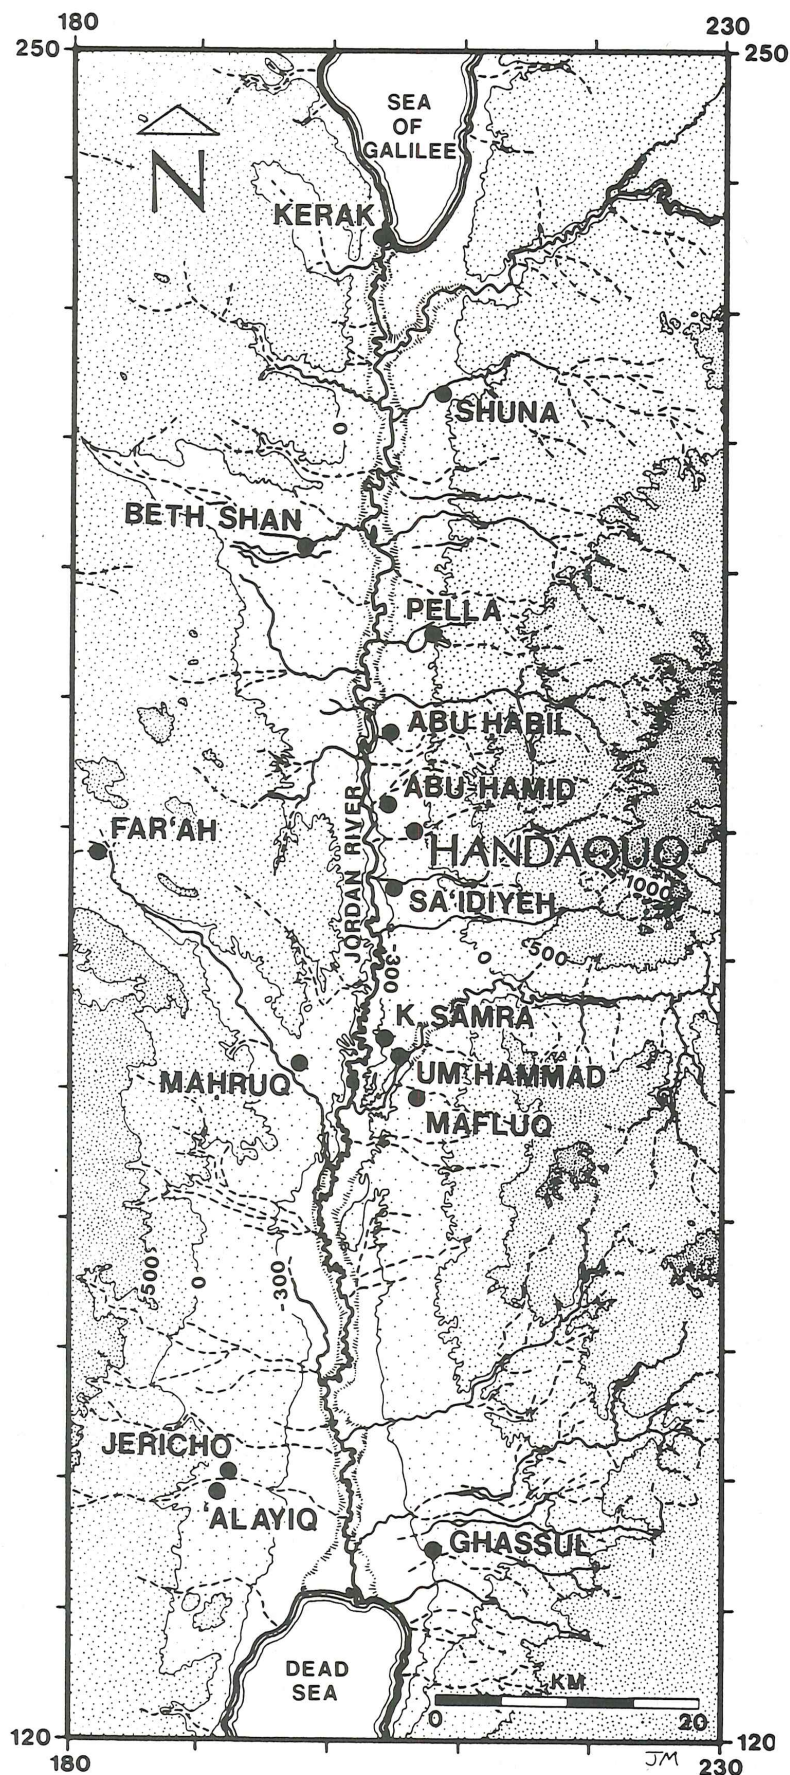 180
230
250
250
SEA
OF
GALILEE
N
KERAK
SHUNA
0
BETH SHAN
PELLA
ABU HABIL
ABU HAMID
FAR'AH
HANDAQUQ
1000
JORDAN RIVER
SA'IDIYEH
-300
0
500
K. SAMRA
MAHRUQ
UM HAMMAD
MAFLUQ
500
0
-300
JERICHO
'ALAYIQ
GHASSUL
DEAD
SEA
KM
0
20
120
120
JM
180
230